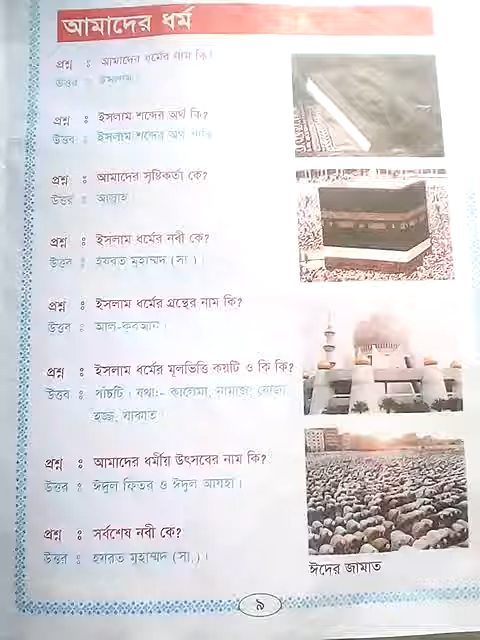 আমাদের ধর্ম
প্রশ্ন : আমাদের ধর্মের নাম কি?
উত্তর : ইসলাম।
প্রশ্ন : ইসলাম শব্দের অর্থ কি?
উত্তর : ইসলাম শব্দের অর্থ শান্তি
প্রশ্ন : আমাদের সৃষ্টিকর্তা কে?
উত্তর : আল্লাহ।
প্রশ্ন : ইসলাম ধর্মের নবী কে?
উত্তর : হযরত মুহাম্মদ (সা.)।
প্রশ্ন : ইসলাম ধর্মের গ্রন্থের নাম কি?
উত্তর : আল-কুরআন।
প্রশ্ন : ইসলাম ধর্মের মূলভিত্তি কয়টি ও কি কি?
উত্তর : পাঁচটি। যথা:- কালেমা, নামাজ, রোজা,
হজ্জ, যাকাত।
প্রশ্ন : আমাদের ধর্মীয় উৎসবের নাম কি?
উত্তর : ঈদুল ফিতর ও ঈদুল আযহা।
প্রশ্ন : সর্বশেষ নবী কে?
উত্তর : হযরত মুহাম্মদ (সা.)।
ঈদের জামাত
৯